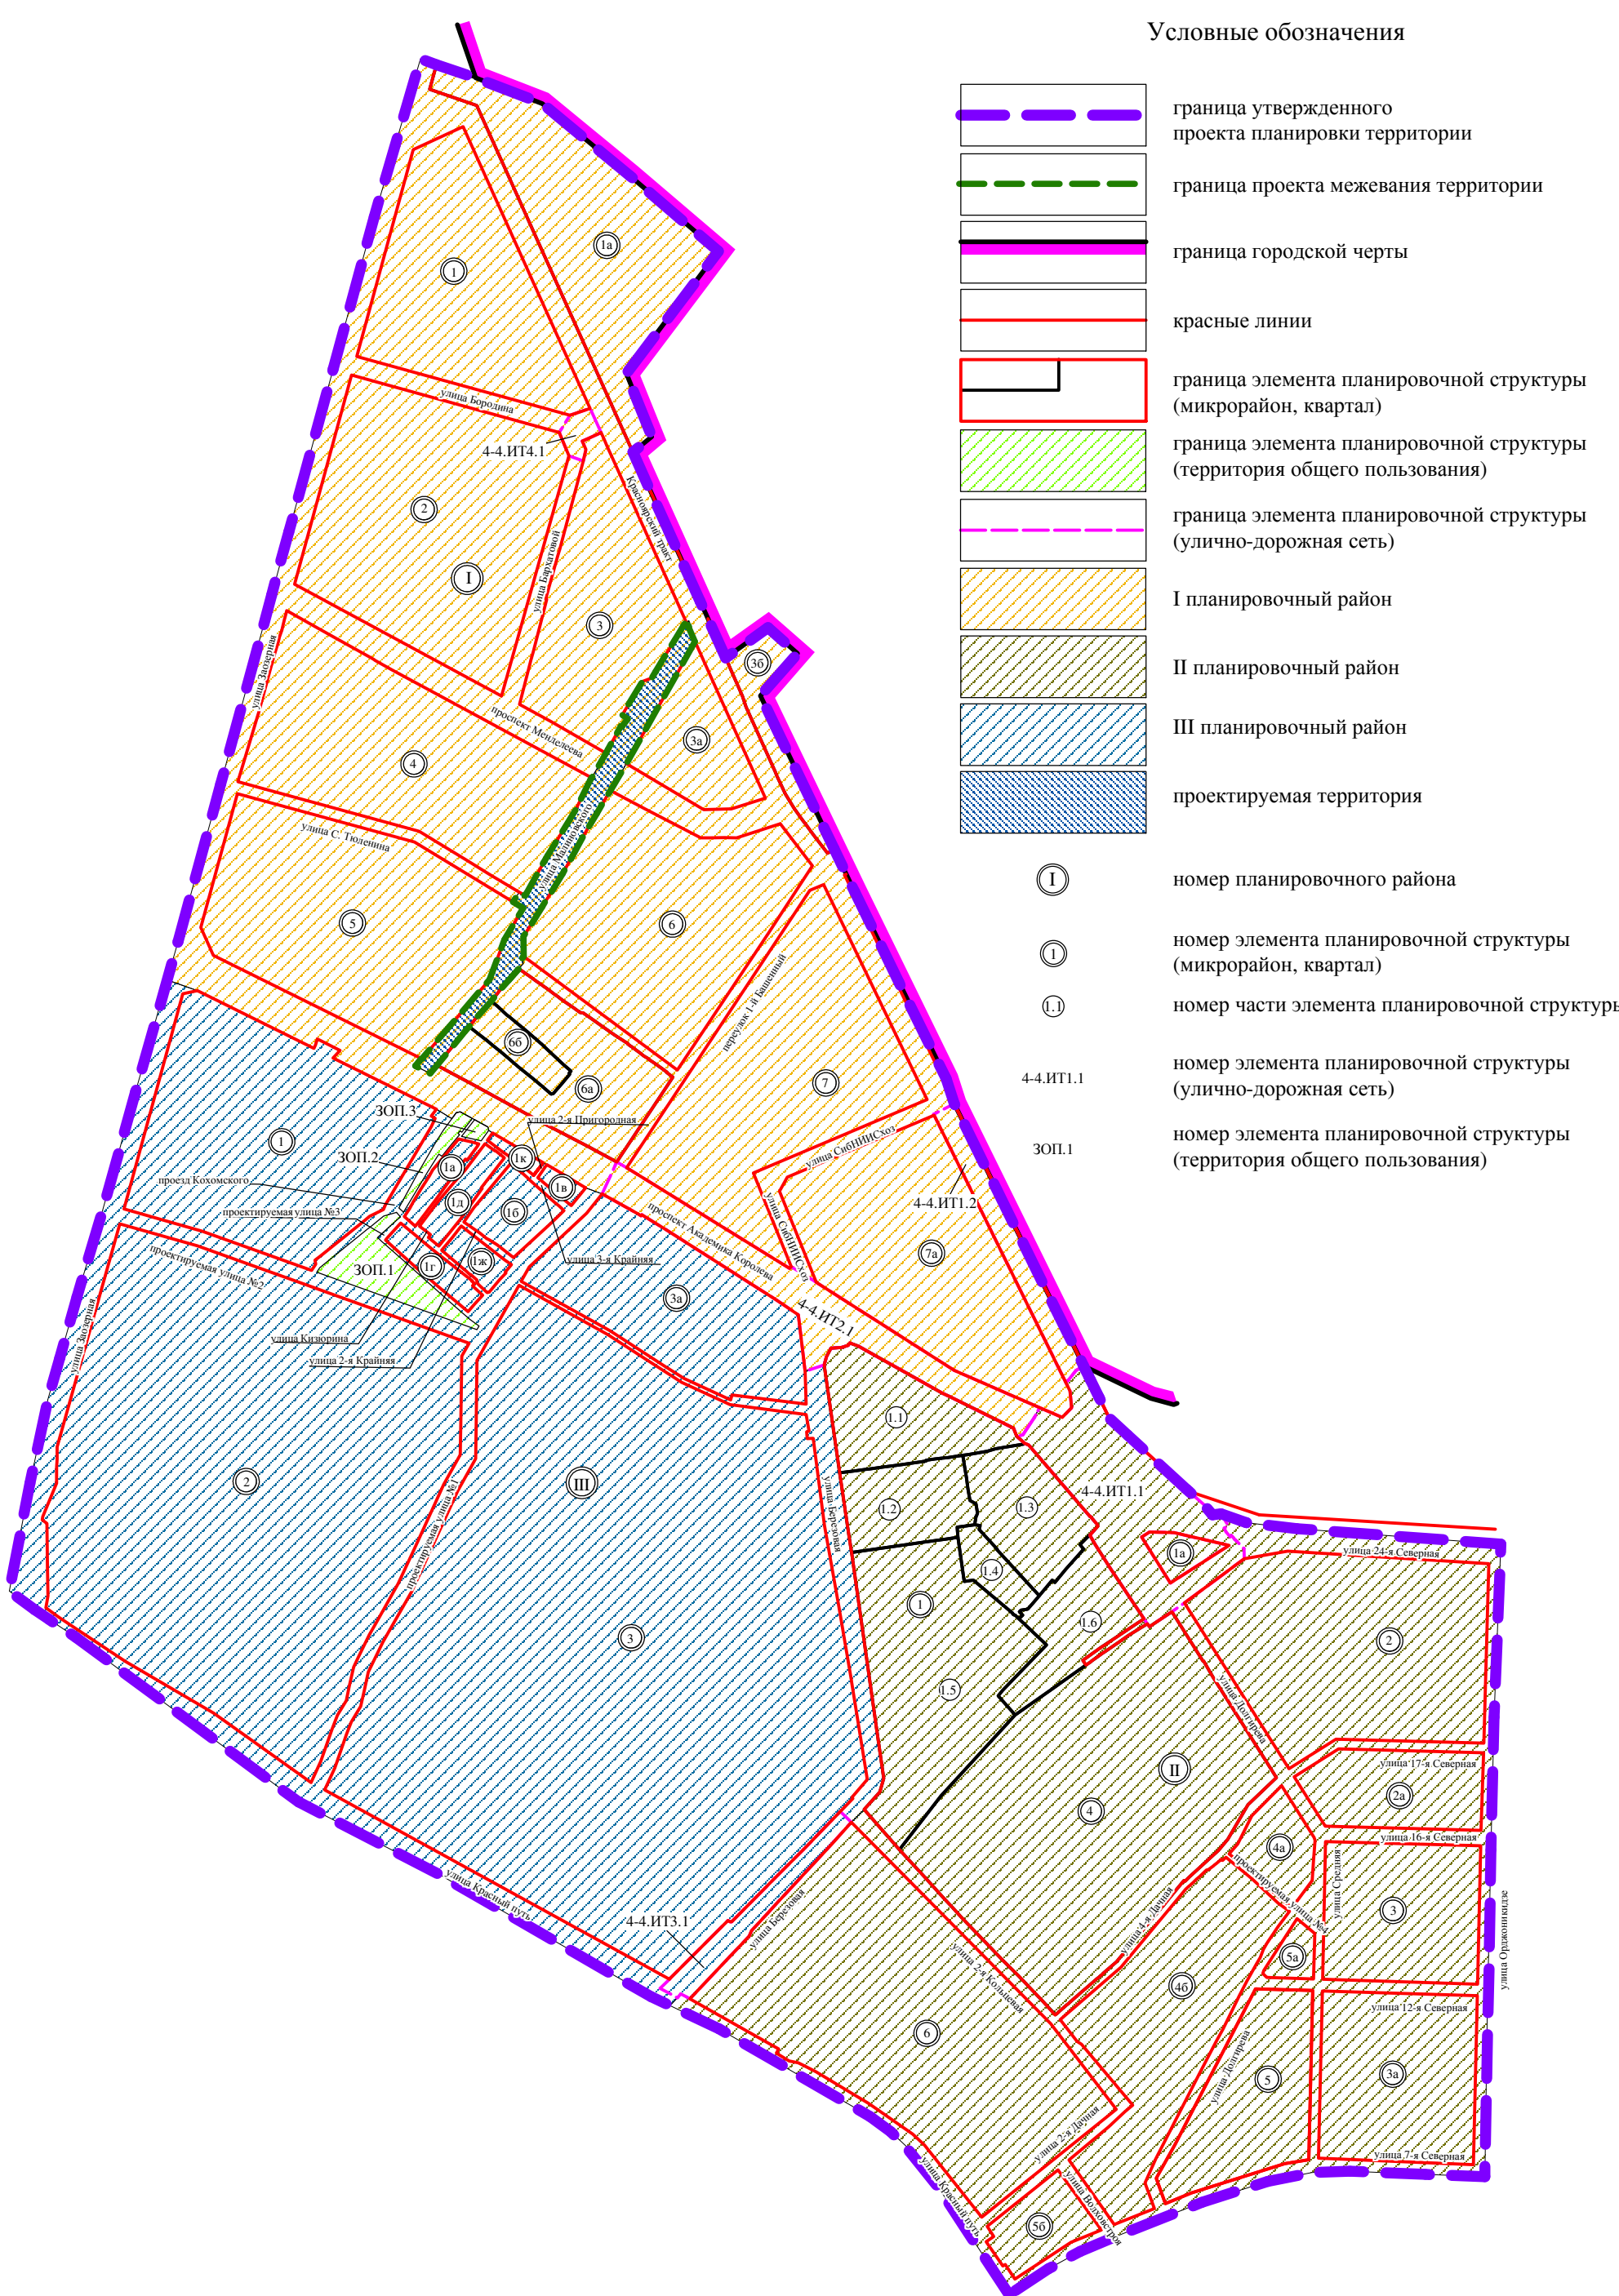 Условные обозначения
граница утвержденного
проекта планировки территории
граница проекта межевания территории
граница городской черты
красные линии
граница элемента планировочной структуры
(микрорайон, квартал)
граница элемента планировочной структуры
(территория общего пользования)
граница элемента планировочной структуры
(улично-дорожная сеть)
I планировочный район
II планировочный район
III планировочный район
проектируемая территория
I
номер планировочного района
1
номер элемента планировочной структуры
(микрорайон, квартал)
1.1
номер части элемента планировочной структуры
4-4.ИТ1.1
номер элемента планировочной структуры
(улично-дорожная сеть)
ЗОП.1
номер элемента планировочной структуры
(территория общего пользования)
1а
1
улица Бородина
4-4.ИТ4.1
2
I
Красноярский тракт
улица Бархатовой
3
3б
улица Заозерная
проспект Менделеева
3а
4
улица Малиновского
улица С. Тюленина
5
6
переулок 1-й Башенный
6б
6а
7
ЗОП.3
улица 2-я Пригородная
1
ЗОП.2
1а
1к
1в
улица СибНИИСхоз
проезд Кохомского
1д
1б
4-4.ИТ1.2
проектируемая улица №3
улица СибНИИСхоз
проспект Академика Королева
проектируемая улица №2
ЗОП.1
1г
1ж
улица 3-я Крайняя
7а
3а
4-4.ИТ2.1
улица Заозерная
улица Кизюрина
улица 2-я Крайняя
1.1
2
III
проектируемая улица №1
улица Березовая
1.2
1.3
4-4.ИТ1.1
1а
улица 24-я Северная
1.4
1
1.6
3
2
1.5
улица Долгирева
II
улица 17-я Северная
2а
4
улица 16-я Северная
4а
проектируемая улица №4
улица Средняя
3
улица Орджоникидзе
улица Красный путь
4-4.ИТ3.1
улица Березовая
улица 4-я Дачная
5а
улица 2-я Кольцевая
4б
улица 12-я Северная
6
улица Долгирева
5
3а
улица 2-я Дачная
улица 7-я Северная
улица Красный путь
улица Волховстроя
5б